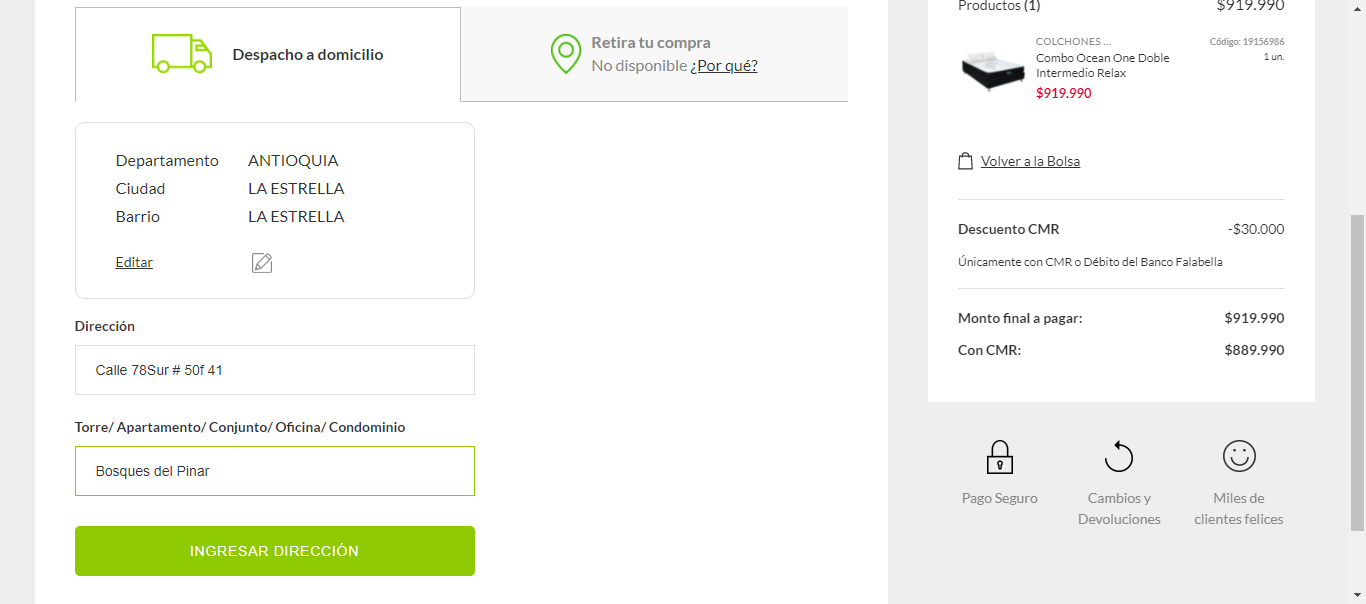 Despacho a domicilio
Retira tu compra
No disponible ¿Por qué?
Departamento ANTIOQUIA
Ciudad LA ESTRELLA
Barrio LA ESTRELLA
Editar
Dirección
Calle 78Sur # 50f 41
Torre/ Apartamento/ Conjunto/ Oficina/ Condominio
Bosques del Pinar
INGRESAR DIRECCIÓN
Productos (1) $919.990
COLCHONES ... Código: 19156986
Combo Ocean One Doble 1 un.
Intermedio Relax
$919.990
Volver a la Bolsa
Descuento CMR -$30.000
Únicamente con CMR o Débito del Banco Falabella
Monto final a pagar: $919.990
Con CMR: $889.990
Pago Seguro
Cambios y
Devoluciones
Miles de
clientes felices